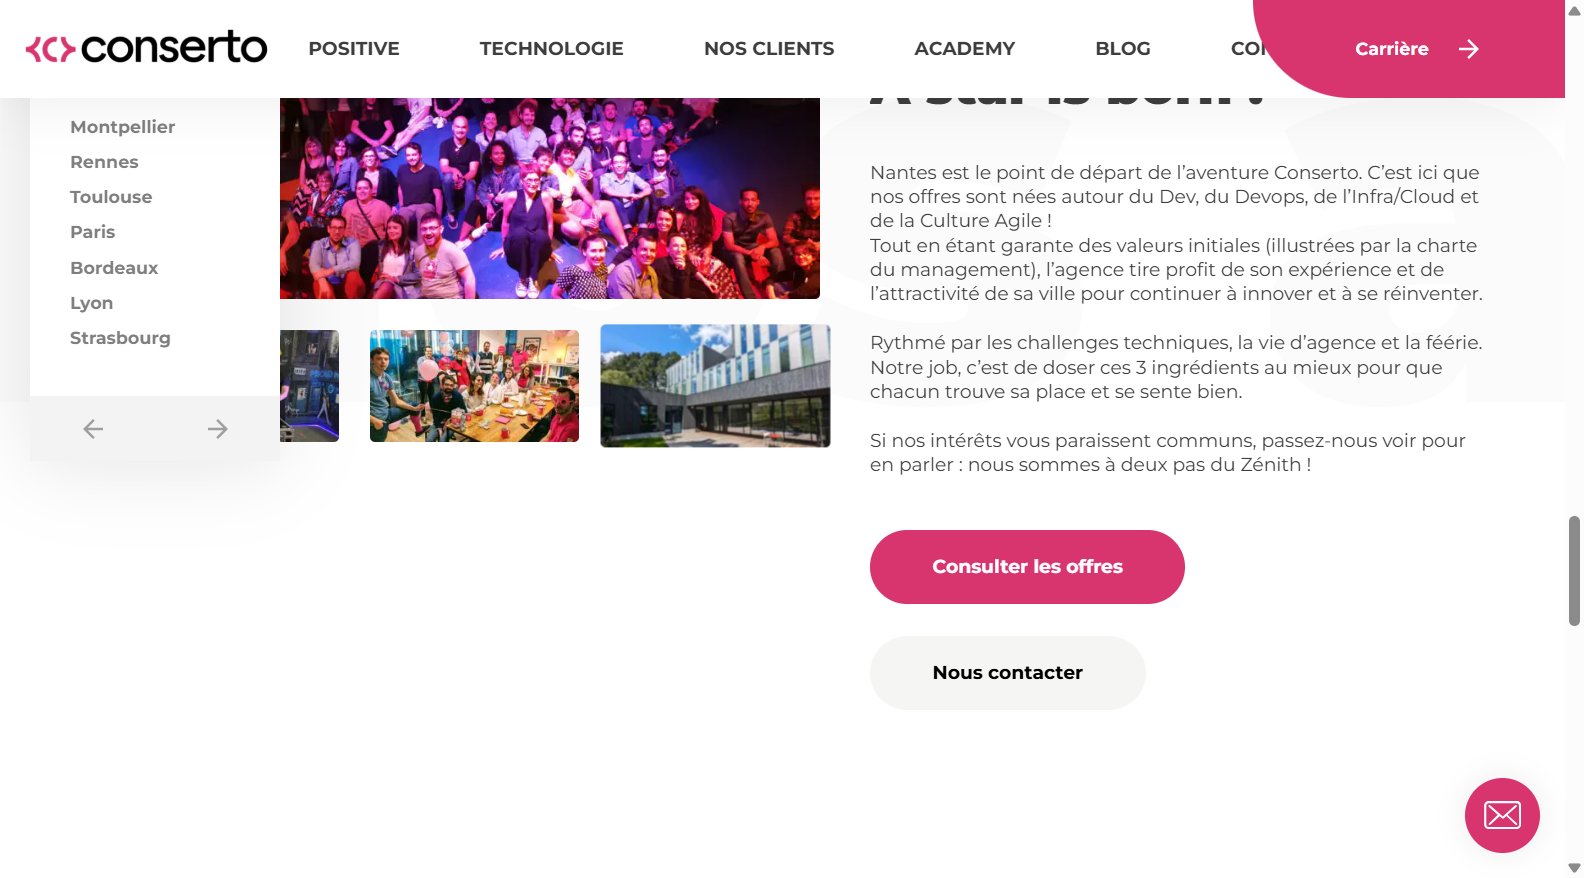 conserto
POSITIVE
TECHNOLOGIE
NOS CLIENTS
ACADEMY
BLOG
Carrière
Montpellier
Rennes
Toulouse
Paris
Bordeaux
Lyon
Strasbourg
A star is born !
Nantes est le point de départ de l’aventure Conserto. C’est ici que
nos offres sont nées autour du Dev, du Devops, de l’Infra/Cloud et
de la Culture Agile !
Tout en étant garante des valeurs initiales (illustrées par la charte
du management), l’agence tire profit de son expérience et de
l’attractivité de sa ville pour continuer à innover et à se réinventer.
Rythmé par les challenges techniques, la vie d’agence et la féérie.
Notre job, c’est de doser ces 3 ingrédients au mieux pour que
chacun trouve sa place et se sente bien.
Si nos intérêts vous paraissent communs, passez-nous voir pour
en parler : nous sommes à deux pas du Zénith !
Consulter les offres
Nous contacter